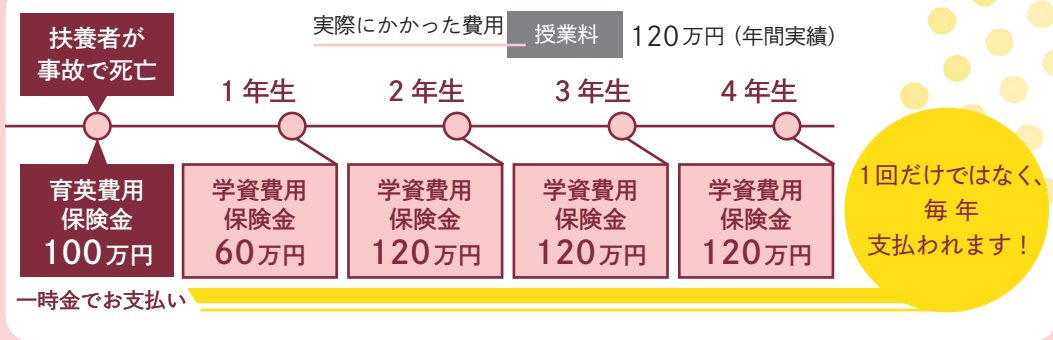 実際にかかった費用 授業料 120万円（年間実績）
扶養者が
事故で死亡
1年生 2年生 3年生 4年生
育英費用
保険金
100万円
学資費用
保険金
60万円
学資費用
保険金
120万円
学資費用
保険金
120万円
学資費用
保険金
120万円
1回だけではなく、
毎年
支払われます！
一時金でお支払い